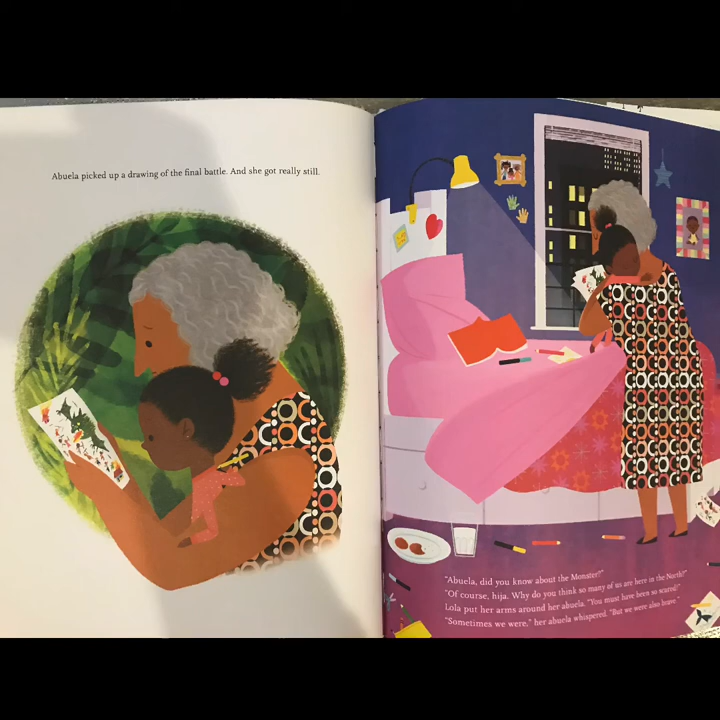 Abuela picked up a drawing of the final battle. And she got really still.
"Abuela, did you know about the Monster?"
"Of course, hija. Why do you think so many of us are here in the North?"
Lola put her arms around her abuela. "You must have been so scared!"
"Sometimes we were," her abuela whispered. "But we were also brave."